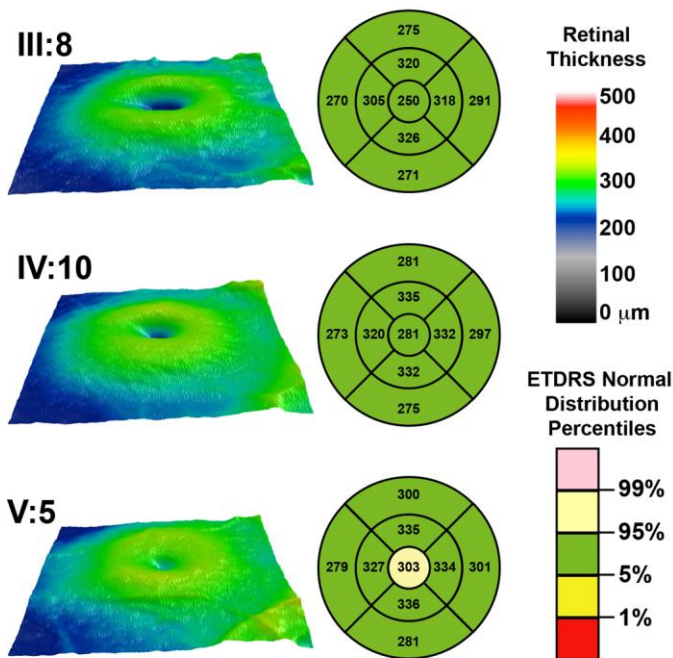 III:8
275
320
270 305 250 318 291
326
271
IV:10
281
335
273 320 281 332 297
332
275
V:5
300
335
279 327 303 334 301
336
281
Retinal
Thickness
500
400
300
200
100
0 μm
ETDRS Normal
Distribution
Percentiles
99%
95%
5%
1%